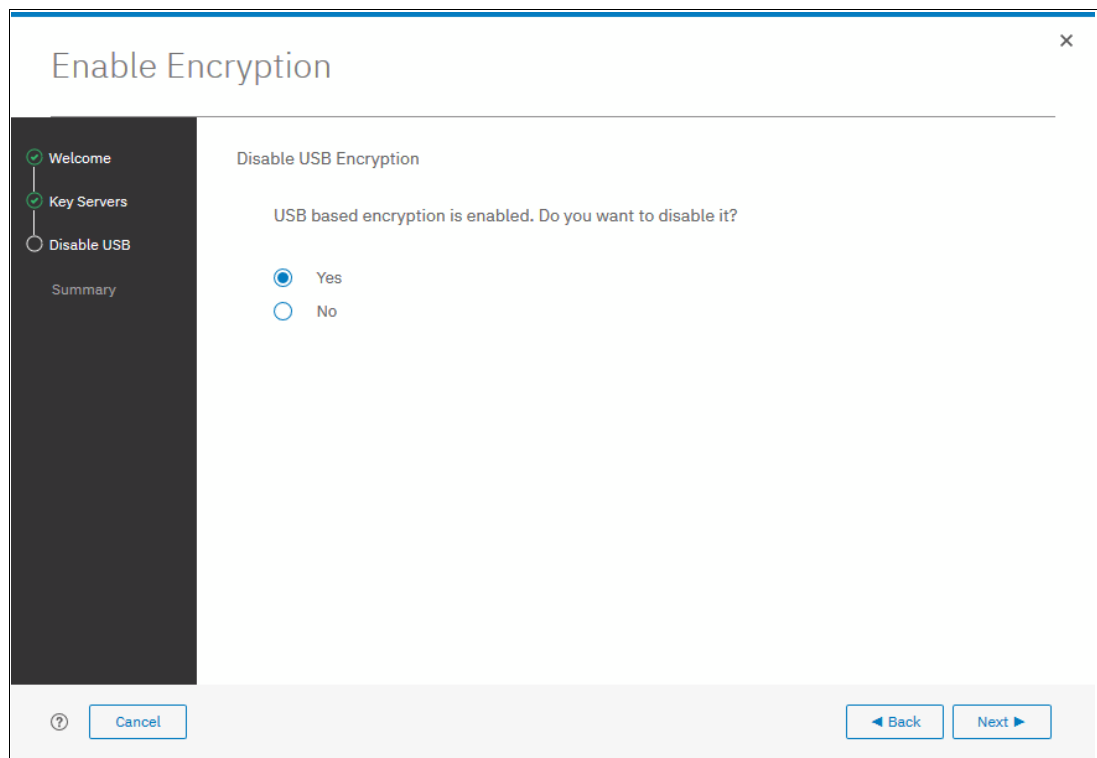 Enable Encryption
Welcome
Key Servers
Disable USB
Summary
Disable USB Encryption
USB based encryption is enabled. Do you want to disable it?
Yes
No
?
Cancel
◄ Back
Next ►